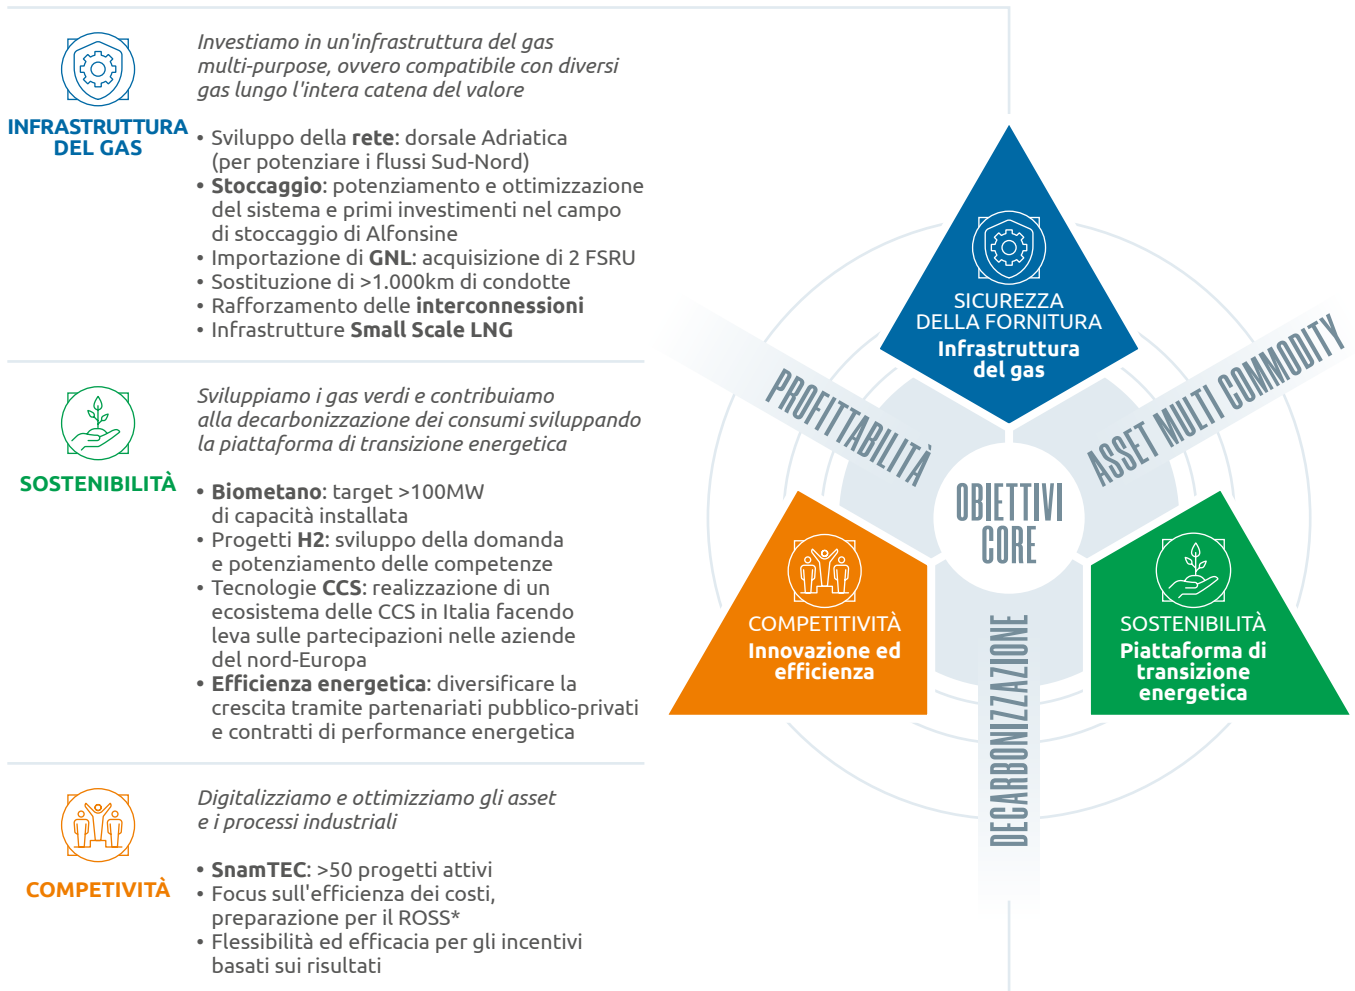 INFRASTRUTTURA
DEL GAS
Investiamo in un'infrastruttura del gas
multi-purpose, ovvero compatibile con diversi
gas lungo l'intera catena del valore
• Sviluppo della rete: dorsale Adriatica
(per potenziare i flussi Sud-Nord)
• Stoccaggio: potenziamento e ottimizzazione
del sistema e primi investimenti nel campo
di stoccaggio di Alfonsine
• Importazione di GNL: acquisizione di 2 FSRU
• Sostituzione di >1.000km di condotte
• Rafforzamento delle interconnessioni
• Infrastrutture Small Scale LNG
SOSTENIBILITÀ
Sviluppiamo i gas verdi e contribuiamo
alla decarbonizzazione dei consumi sviluppando
la piattaforma di transizione energetica
• Biometano: target >100MW
di capacità installata
• Progetti H2: sviluppo della domanda
e potenziamento delle competenze
• Tecnologie CCS: realizzazione di un
ecosistema delle CCS in Italia facendo
leva sulle partecipazioni nelle aziende
del nord-Europa
• Efficienza energetica: diversificare la
crescita tramite partenariati pubblico-privati
e contratti di performance energetica
COMPETIVITÀ
Digitalizziamo e ottimizziamo gli asset
e i processi industriali
• SnamTEC: >50 progetti attivi
• Focus sull'efficienza dei costi,
preparazione per il ROSS*
• Flessibilità ed efficacia per gli incentivi
basati sui risultati
SICUREZZA
DELLA FORNITURA
Infrastruttura
del gas
PROFITTABILITÀ
ASSET MULTI COMMODITY
OBIETTIVI
CORE
COMPETITIVITÀ
Innovazione ed
efficienza
SOSTENIBILITÀ
Piattaforma di
transizione
energetica
DECARBONIZZAZIONE